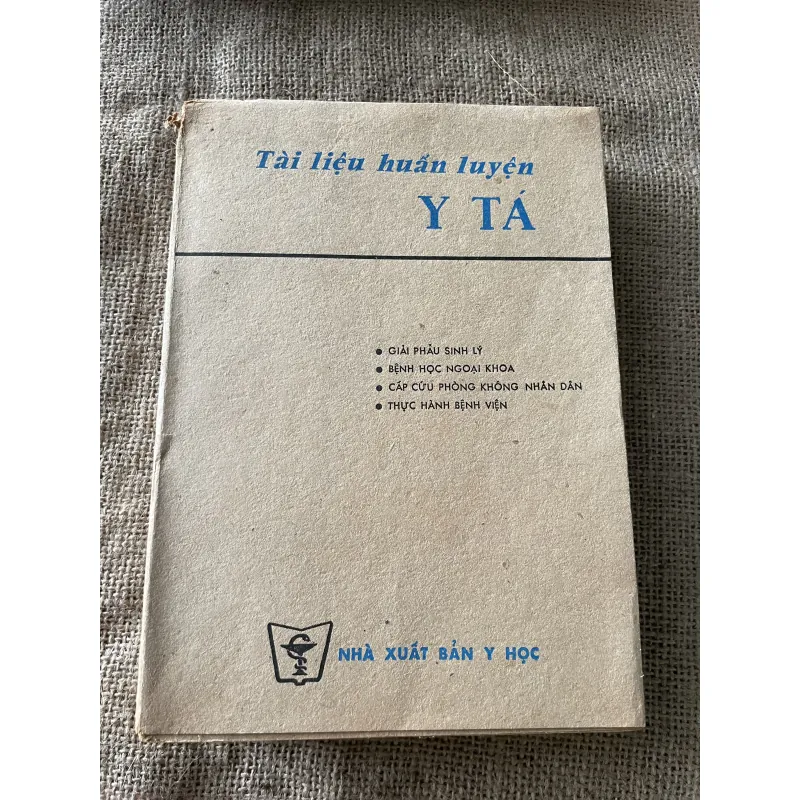 Tài liệu huấn luyện
Y TÁ
• GIẢI PHẪU SINH LÝ
• BỆNH HỌC NGOẠI KHOA
• CẤP CỨU PHÒNG KHÔNG NHÂN DÂN
• THỰC HÀNH BỆNH VIỆN
NHÀ XUẤT BẢN Y HỌC